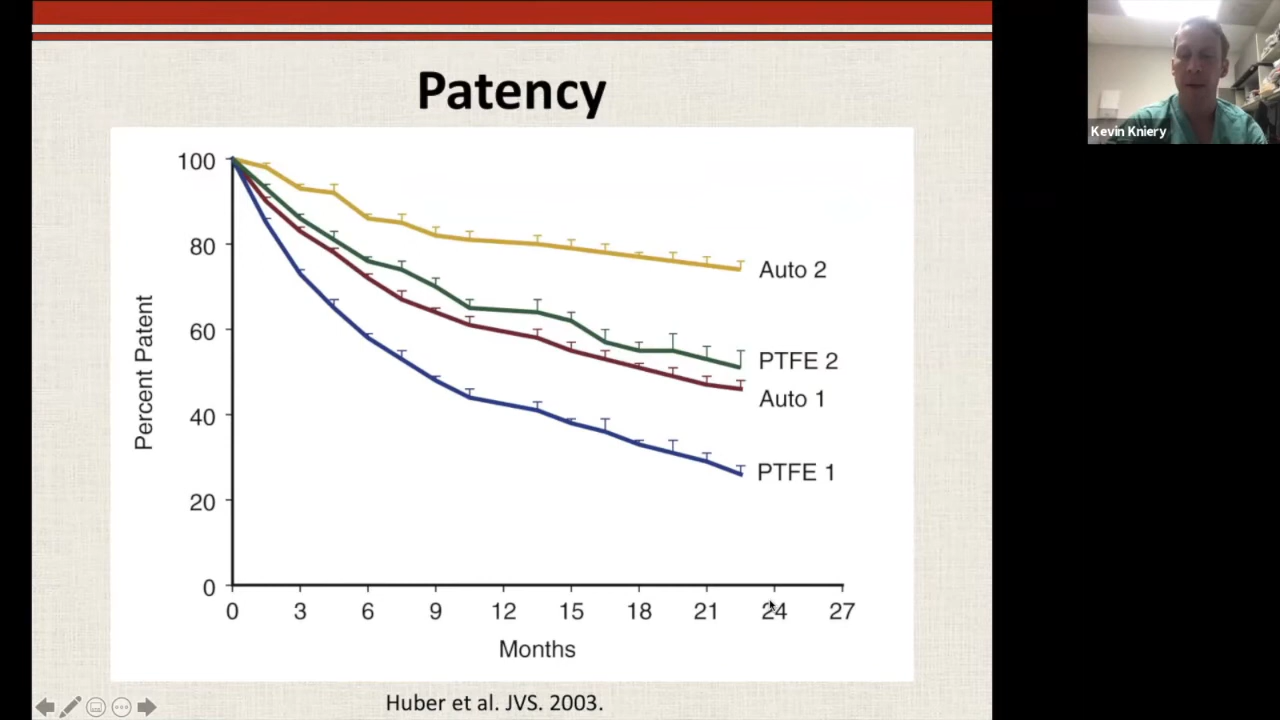 Patency
Kevin Kniery
100
80
60
40
20
0
Percent Patent
Auto 2
PTFE 2
Auto 1
PTFE 1
0 3 6 9 12 15 18 21 24 27
Months
Huber et al. JVS. 2003.